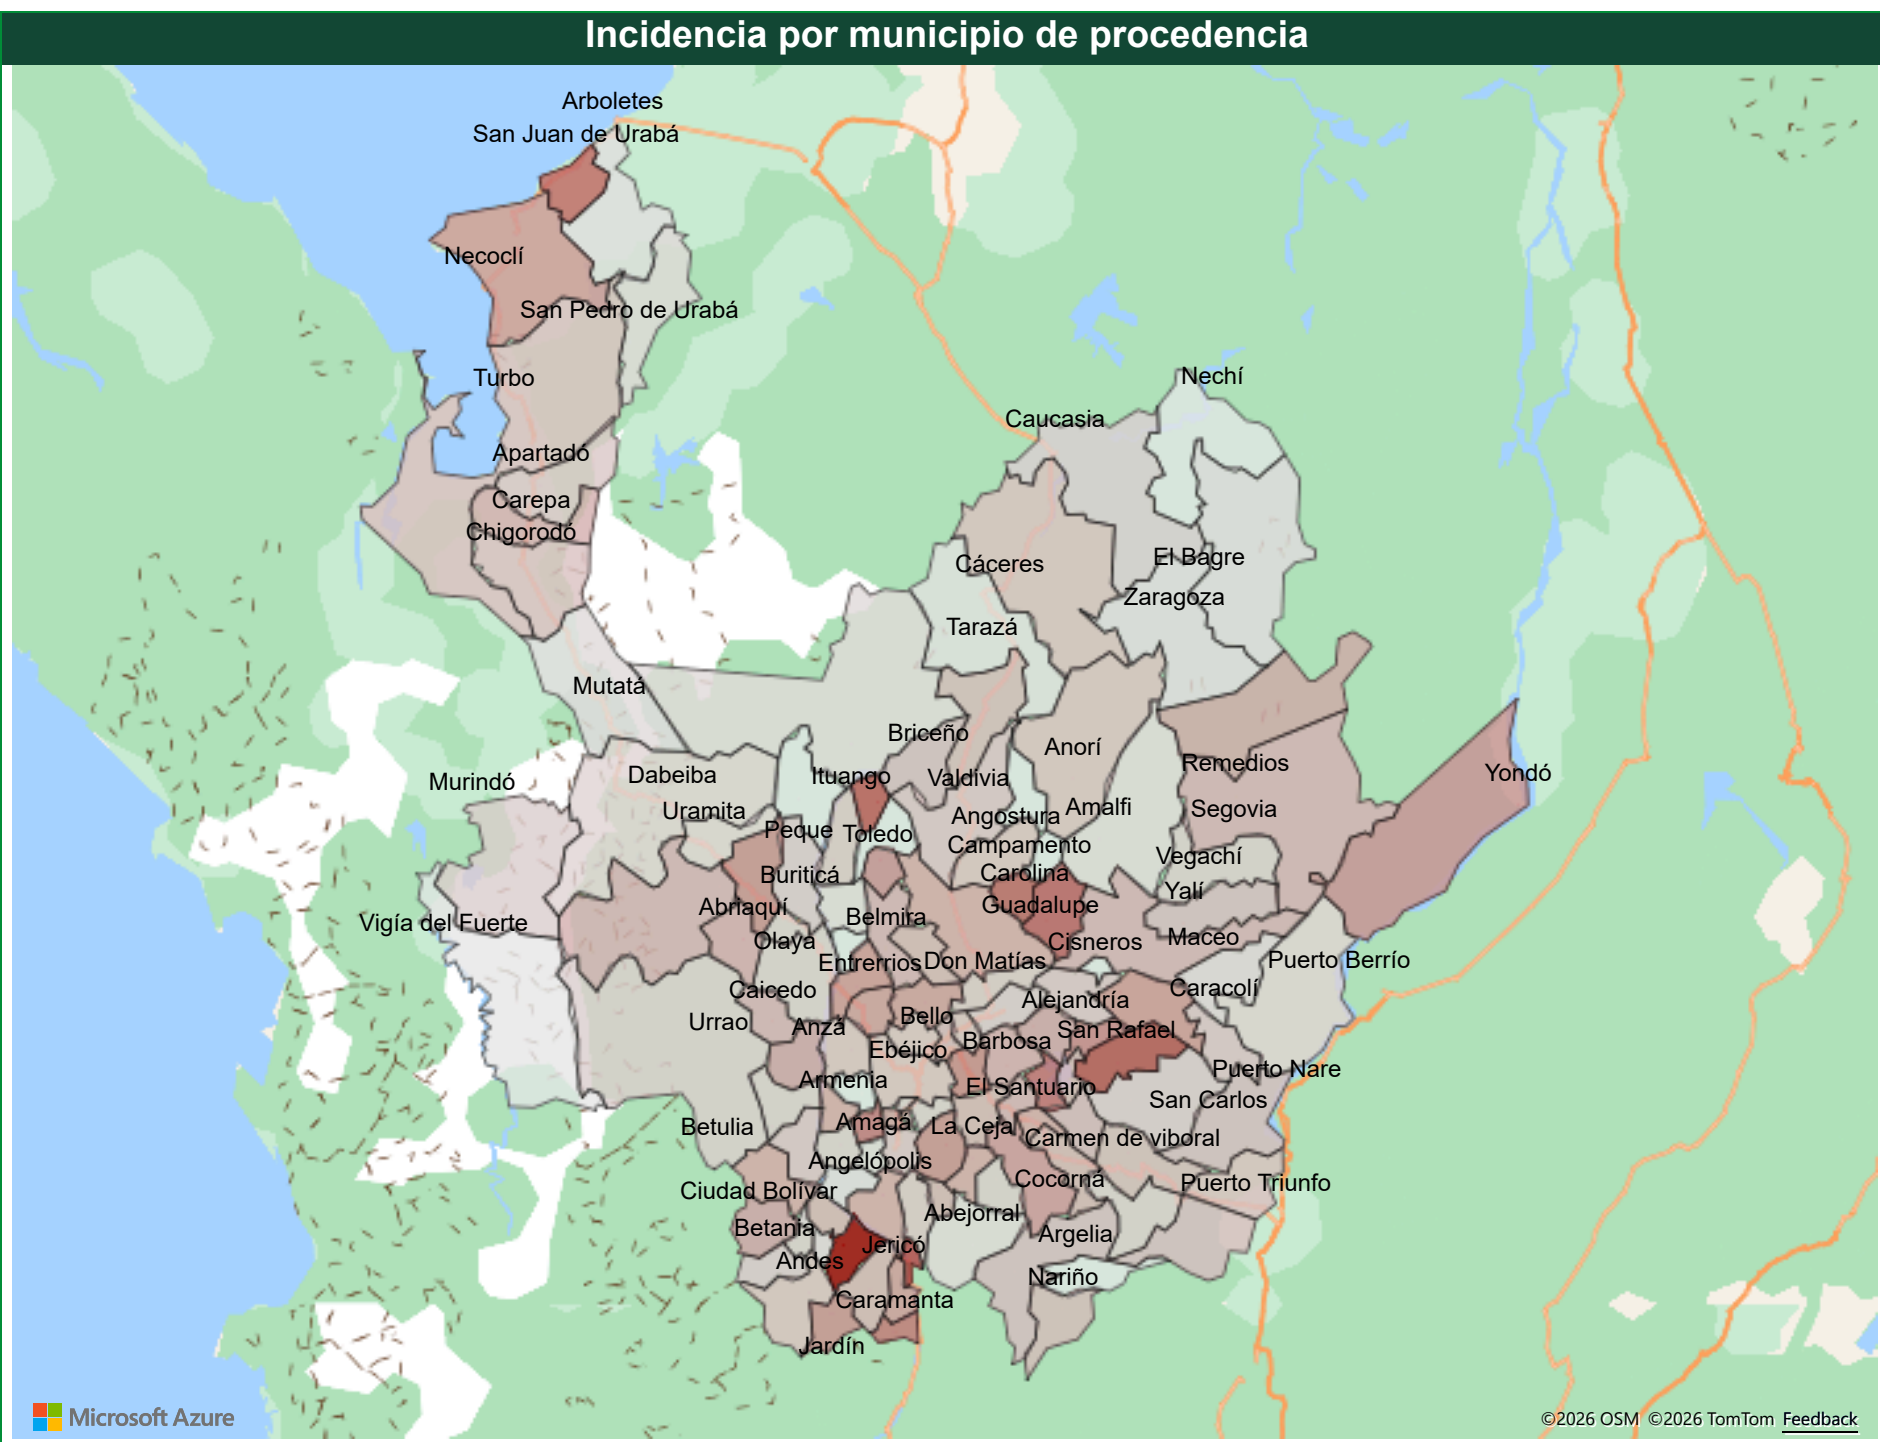 Incidencia por municipio de procedencia
Arboletes
San Juan de Urabá
Necoclí
San Pedro de Urabá
Turbo
Nechí
Caucasia
Apartadó
Carepa
Chigorodó
El Bagre
Cáceres
Zaragoza
Tarazá
Mutatá
Briceño
Anorí
Remedios
Yondó
Dabeiba
Ituango
Valdivia
Murindó
Uramita
Segovia
Amalfi
Angostura
Peque
Toledo
Campamento
Vegachí
Carolina
Buriticá
Yalí
Abriaquí
Guadalupe
Belmira
Vigía del Fuerte
Olaya
Cisneros
Maceo
Entrerrios
Don Matías
Puerto Berrío
Caicedo
Caracolí
Alejandría
Bello
Urrao
Anzá
San Rafael
Barbosa
Ebéjico
Puerto Nare
Armenia
El Santuario
San Carlos
Amagá
La Ceja
Betulia
Carmen de viboral
Angelópolis
Cocorná
Puerto Triunfo
Ciudad Bolívar
Abejorral
Betania
Argelia
Jericó
Andes
Nariño
Caramanta
Jardín
Microsoft Azure
©2026 OSM ©2026 TomTom Feedback